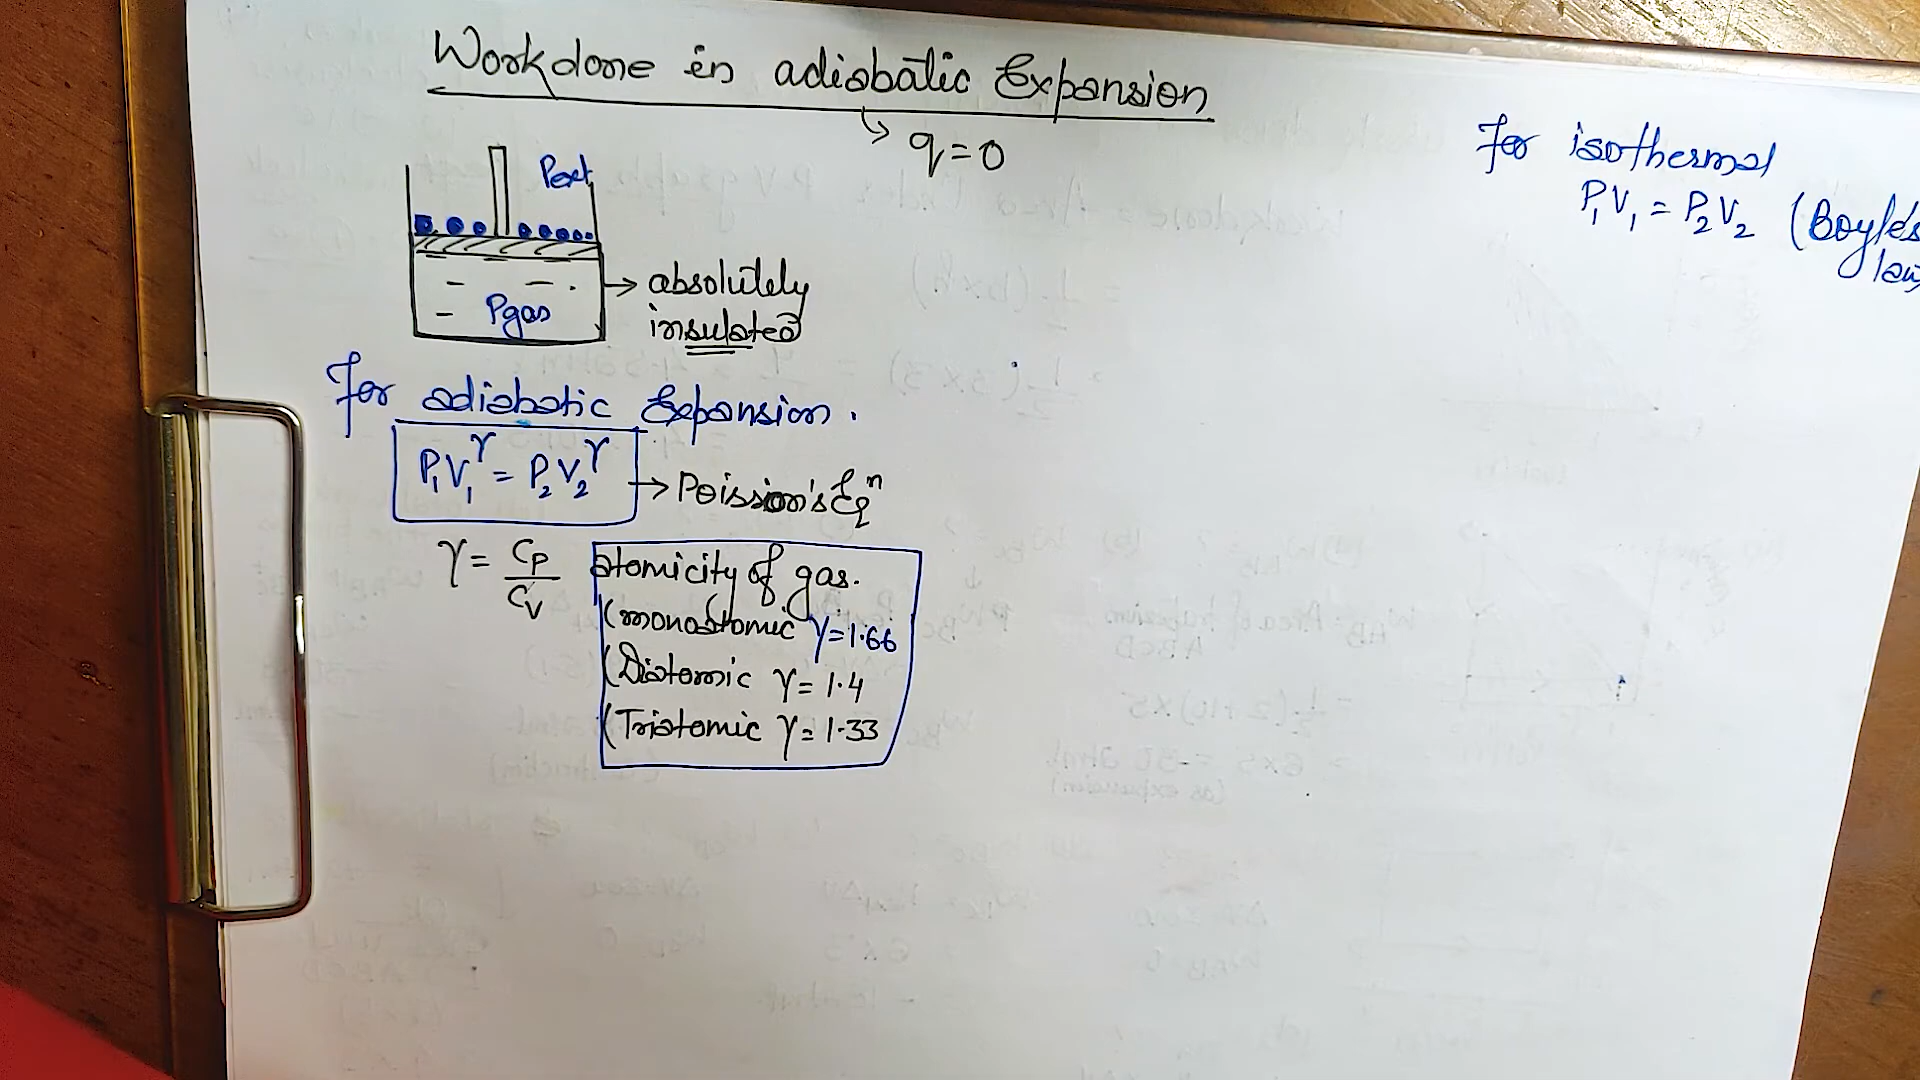 Workdone in adiabatic Expansion
q=0
For isothermal
P₁V₁ = P₂V₂ (Boyle's
law
Pext
Pgas
absolutely
insulated
For adiabatic Expansion.
P₁V₁^γ = P₂V₂^γ → Poission's Eqⁿ
γ = Cp/Cv
atomicity of gas.
(monoatomic γ=1.66
(Diatomic γ= 1.4
(Triatomic γ= 1.33